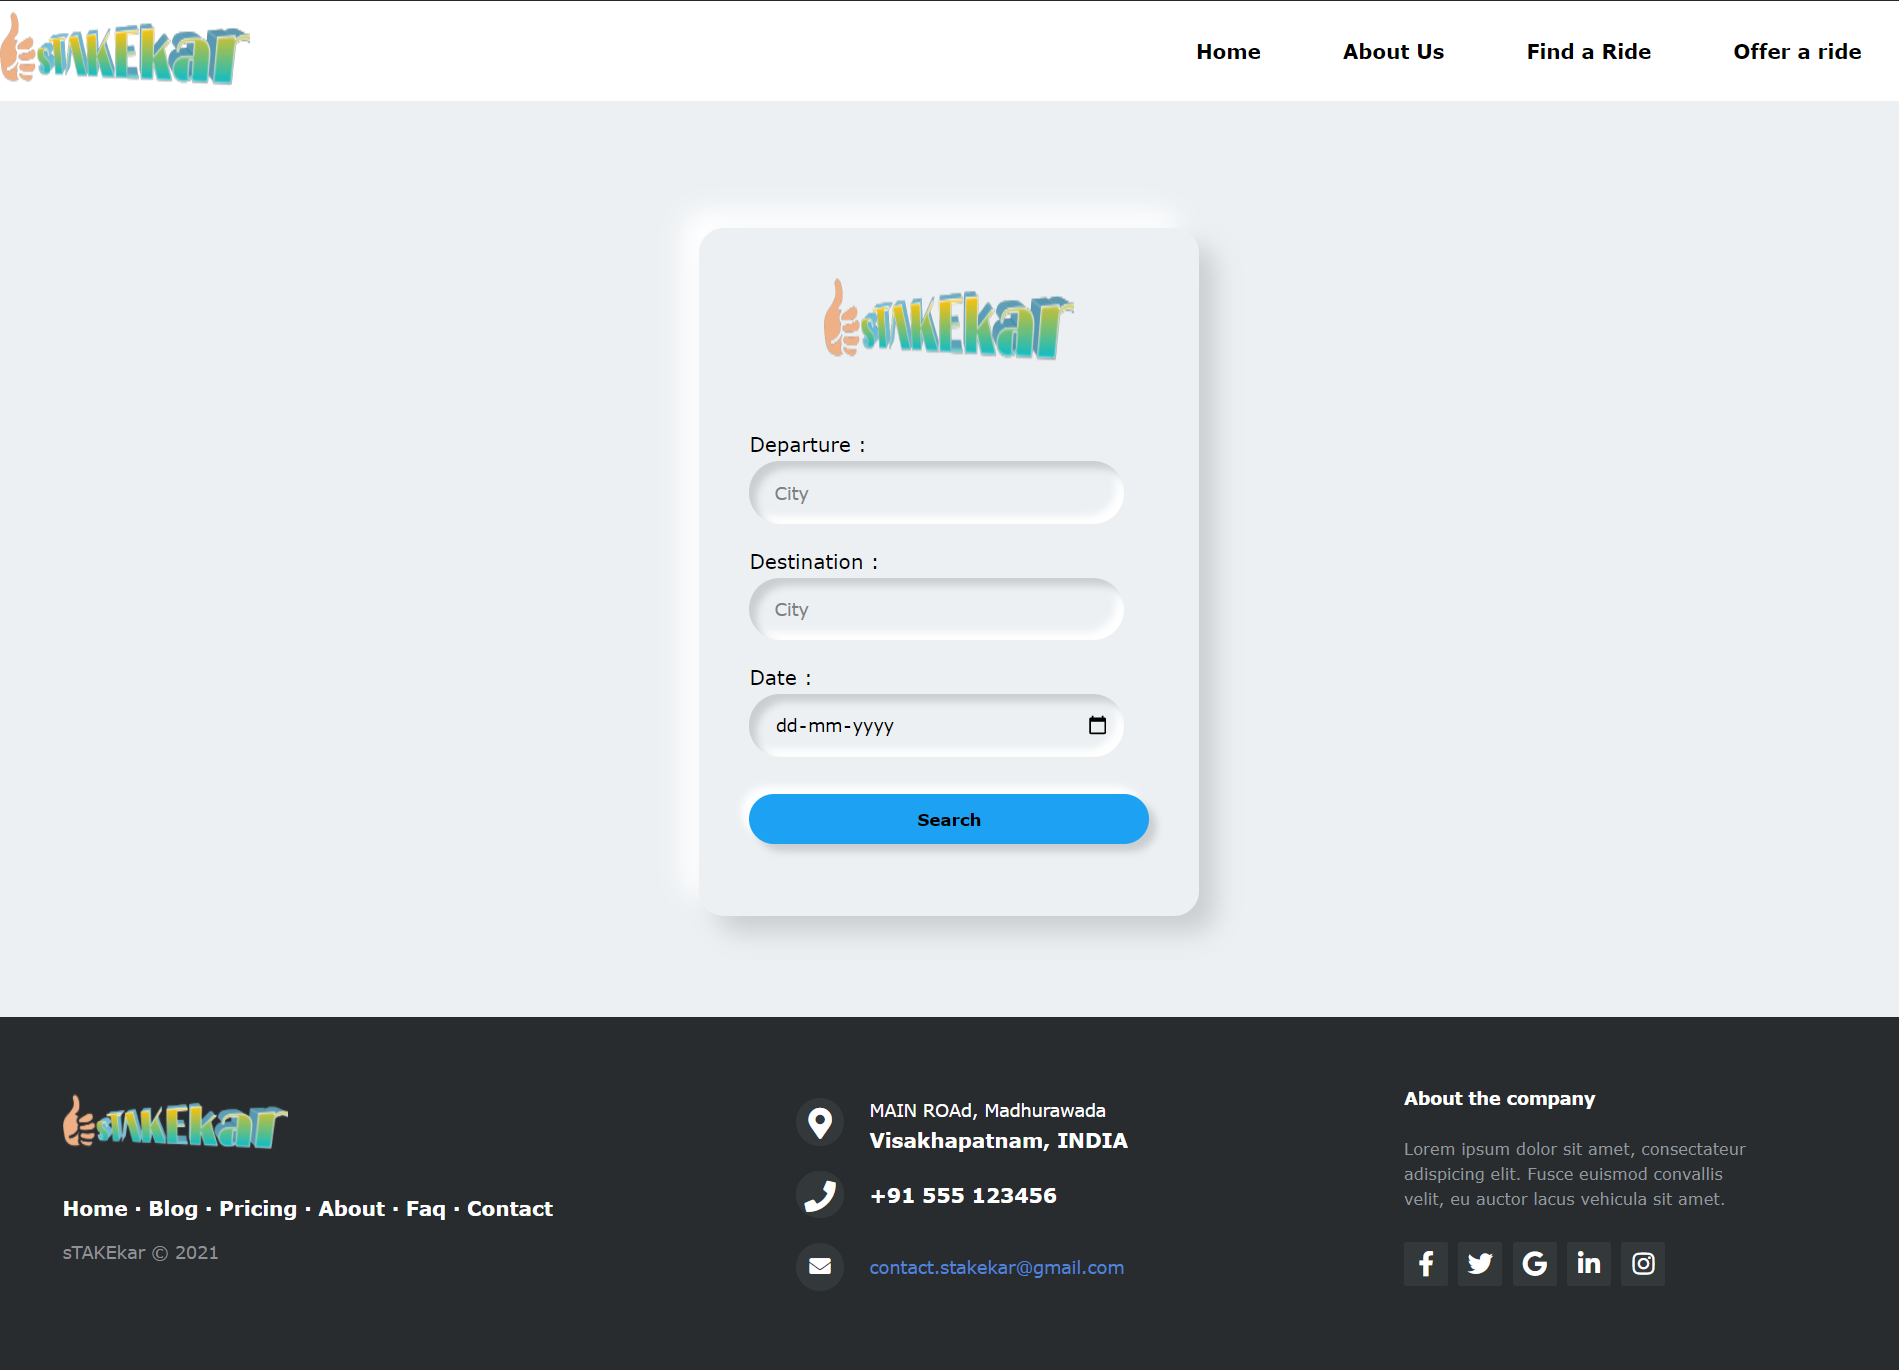 sTAKEkar
Home About Us Find a Ride Offer a ride
sTAKEkar
Departure :
City
Destination :
City
Date :
dd-mm-yyyy
Search
sTAKEkar
Home · Blog · Pricing · About · Faq · Contact
sTAKEkar © 2021
MAIN ROAd, Madhurawada
Visakhapatnam, INDIA
+91 555 123456
contact.stakekar@gmail.com
About the company
Lorem ipsum dolor sit amet, consectateur
adispicing elit. Fusce euismod convallis
velit, eu auctor lacus vehicula sit amet.